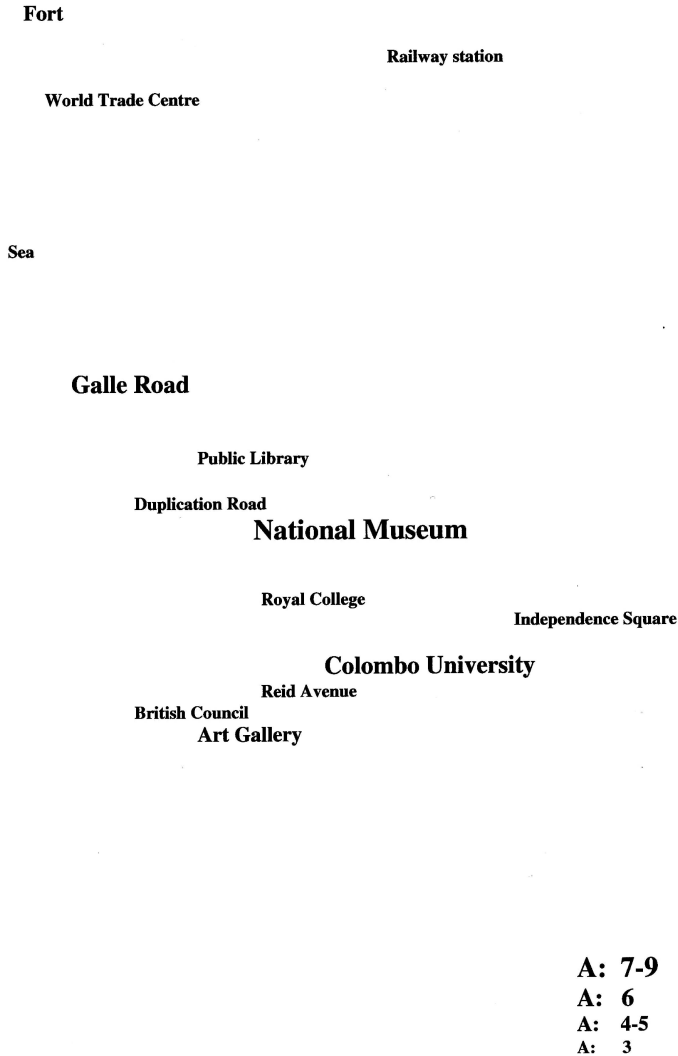 Fort
Railway station
World Trade Centre
Sea
Galle Road
Public Library
Duplication Road
National Museum
Royal College
Independence Square
Colombo University
Reid Avenue
British Council
Art Gallery
A: 7-9
A: 6
A: 4-5
A: 3